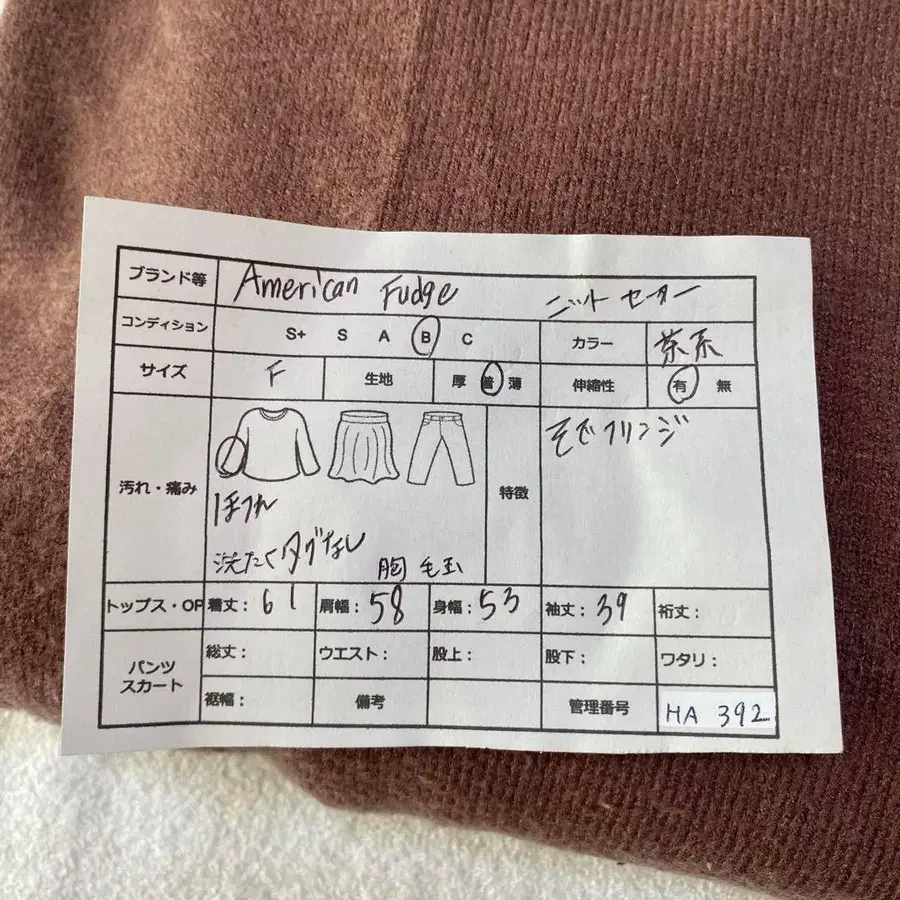 ブランド等 American Fudge ニットセーター
コンディション S+ S A B C カラー 茶系
サイズ F 生地 厚 普 薄 伸縮性 有 無
汚れ・痛み ほつれ 特徴 そでフリンジ
洗たくタグなし 胸 毛玉
トップス・OP 着丈: 61 肩幅: 58 身幅: 53 袖丈: 39 裄丈:
パンツ スカート 総丈: ウエスト: 股上: 股下: ワタリ:
裾幅: 備考 管理番号 HA 392